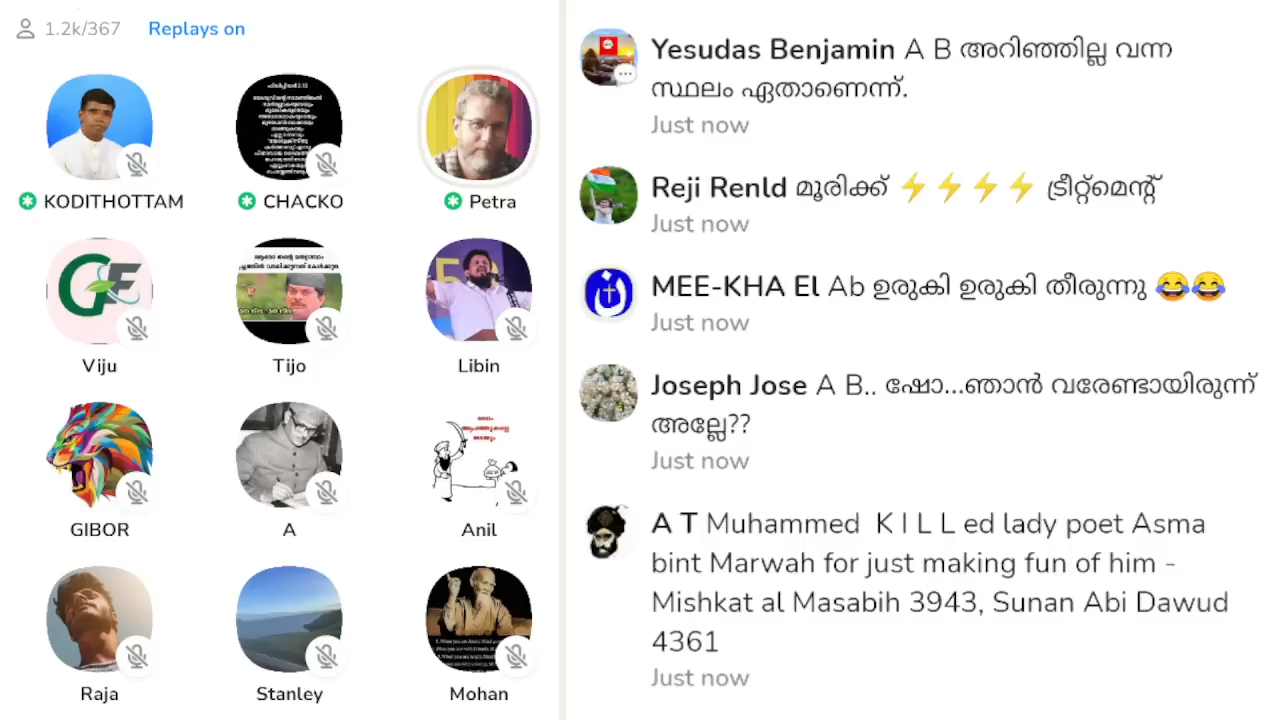 1.2k/367 Replays on
KODITHOTTAM CHACKO Petra
GF
Viju Tijo Libin
GIBOR A Anil
Raja Stanley Mohan
Yesudas Benjamin A B അറിഞ്ഞില്ല വന്ന
സ്ഥലം ഏതാണെന്ന്.
Just now
Reji Renld മൂരിക്ക് ⚡⚡⚡⚡ ട്രീറ്റ്മെന്റ്
Just now
MEE-KHA El Ab ഉരുകി ഉരുകി തീരുന്നു 😂😂
Just now
Joseph Jose A B.. ഷോ...ഞാൻ വരേണ്ടായിരുന്ന്
അല്ലേ??
Just now
A T Muhammed K I L L ed lady poet Asma
bint Marwah for just making fun of him -
Mishkat al Masabih 3943, Sunan Abi Dawud
4361
Just now